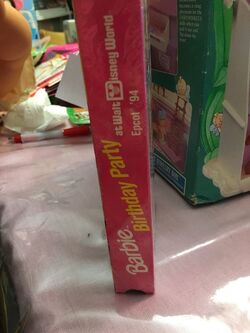 Barbie
Birthday Party
at Walt Disney World
Epcot '94